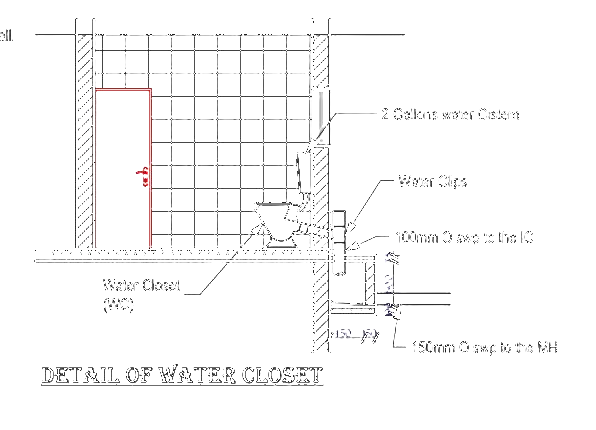 ell.
2 Gallons water Cistern
Water Clips
100mm O swp to the IC
Water Closet
(WC)
150
150mm O swp to the MH
DETAIL OF WATER CLOSET